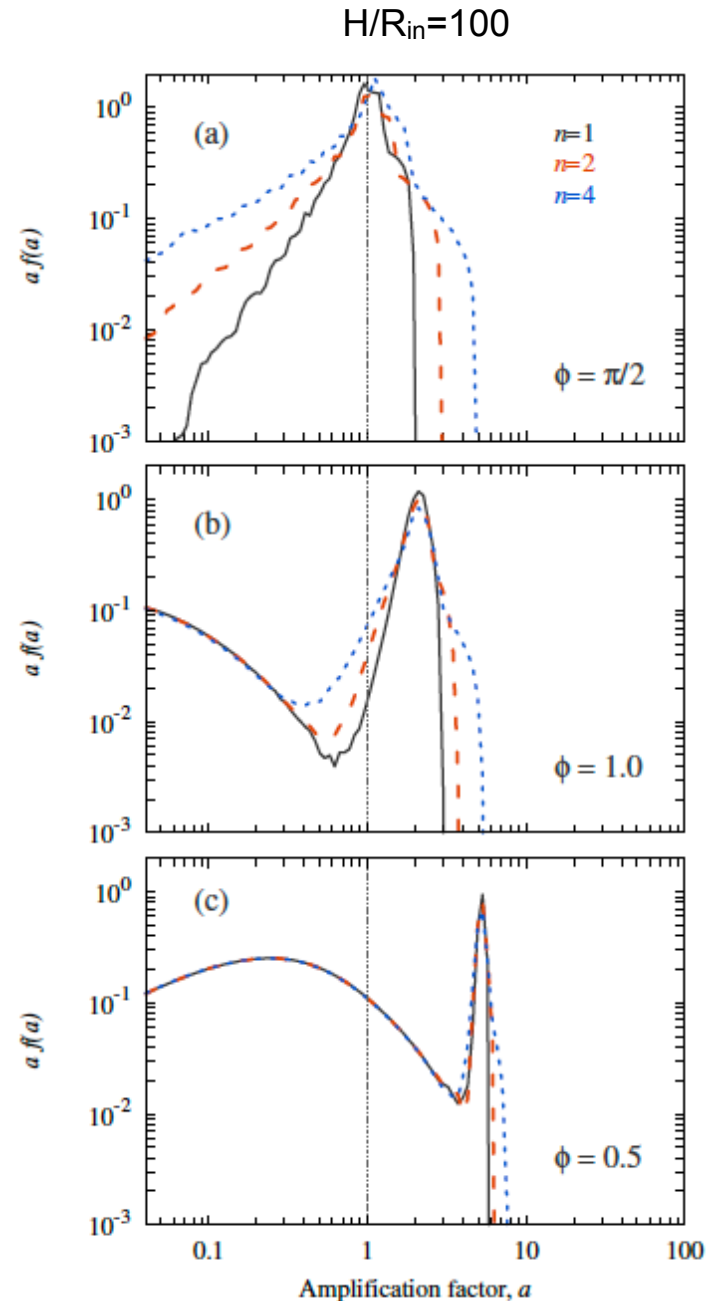 H/Rin=100
(a)
n=1
n=2
n=4
10⁰
10⁻¹
10⁻²
10⁻³
a f(a)
ϕ = π/2
(b)
10⁰
10⁻¹
10⁻²
10⁻³
a f(a)
ϕ = 1.0
(c)
10⁰
10⁻¹
10⁻²
10⁻³
a f(a)
ϕ = 0.5
0.1 1 10 100
Amplification factor, a